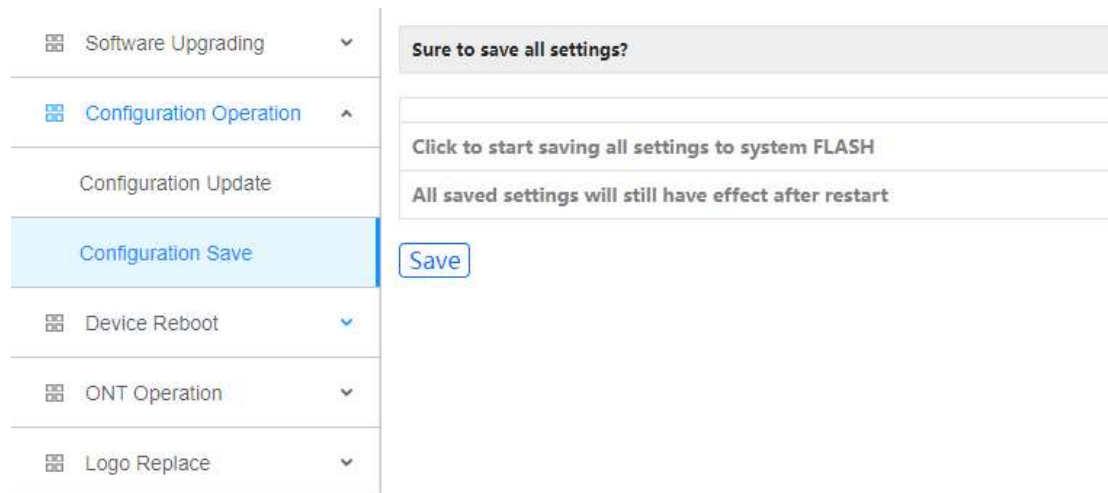 Software Upgrading
Configuration Operation
Configuration Update
Configuration Save
Device Reboot
ONT Operation
Logo Replace
Sure to save all settings?
Click to start saving all settings to system FLASH
All saved settings will still have effect after restart
Save